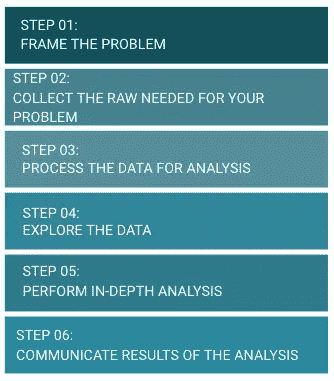 STEP 01:
FRAME THE PROBLEM
STEP 02:
COLLECT THE RAW NEEDED FOR YOUR
PROBLEM
STEP 03:
PROCESS THE DATA FOR ANALYSIS
STEP 04:
EXPLORE THE DATA
STEP 05:
PERFORM IN-DEPTH ANALYSIS
STEP 06:
COMMUNICATE RESULTS OF THE ANALYSIS